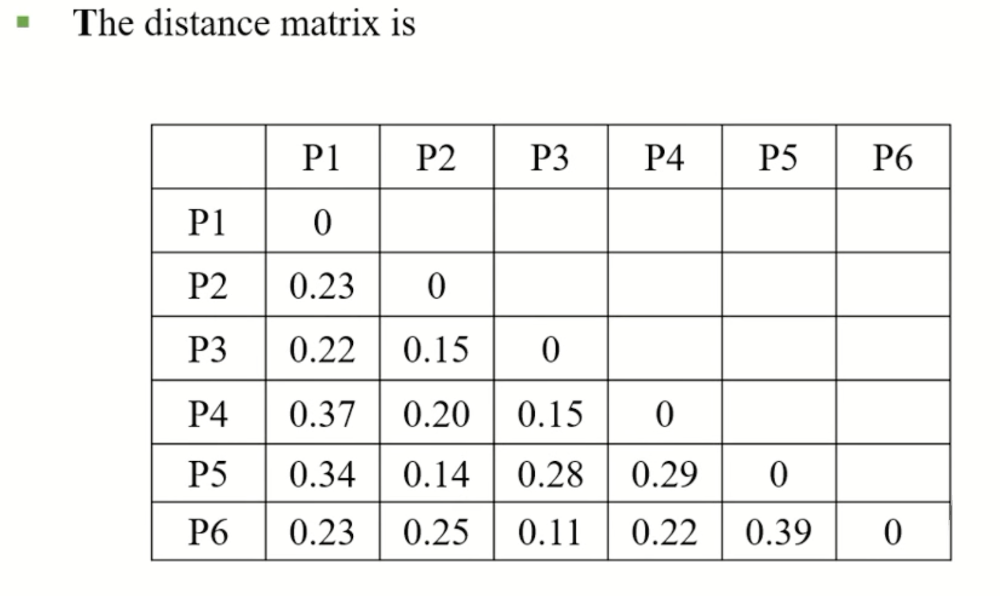 The distance matrix is
P1 P2 P3 P4 P5 P6
P1 0
P2 0.23 0
P3 0.22 0.15 0
P4 0.37 0.20 0.15 0
P5 0.34 0.14 0.28 0.29 0
P6 0.23 0.25 0.11 0.22 0.39 0